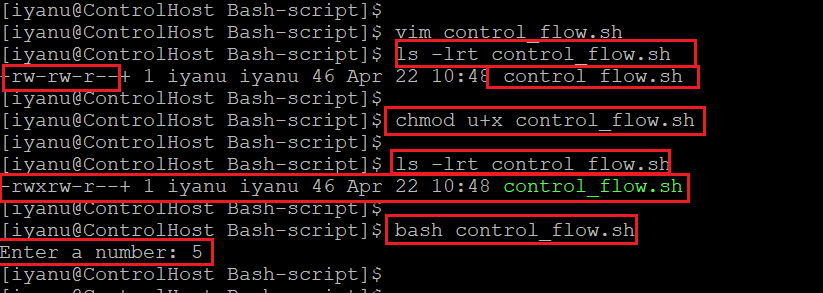 [iyanu@ControlHost Bash-script]$
[iyanu@ControlHost Bash-script]$ vim control_flow.sh
[iyanu@ControlHost Bash-script]$ ls -lrt control_flow.sh
-rw-rw-r--+ 1 iyanu iyanu 46 Apr 22 10:48 control_flow.sh
[iyanu@ControlHost Bash-script]$
[iyanu@ControlHost Bash-script]$ chmod u+x control_flow.sh
[iyanu@ControlHost Bash-script]$
[iyanu@ControlHost Bash-script]$ ls -lrt control_flow.sh
-rwxrw-r--+ 1 iyanu iyanu 46 Apr 22 10:48 control_flow.sh
[iyanu@ControlHost Bash-script]$
[iyanu@ControlHost Bash-script]$ bash control_flow.sh
Enter a number: 5
[iyanu@ControlHost Bash-script]$